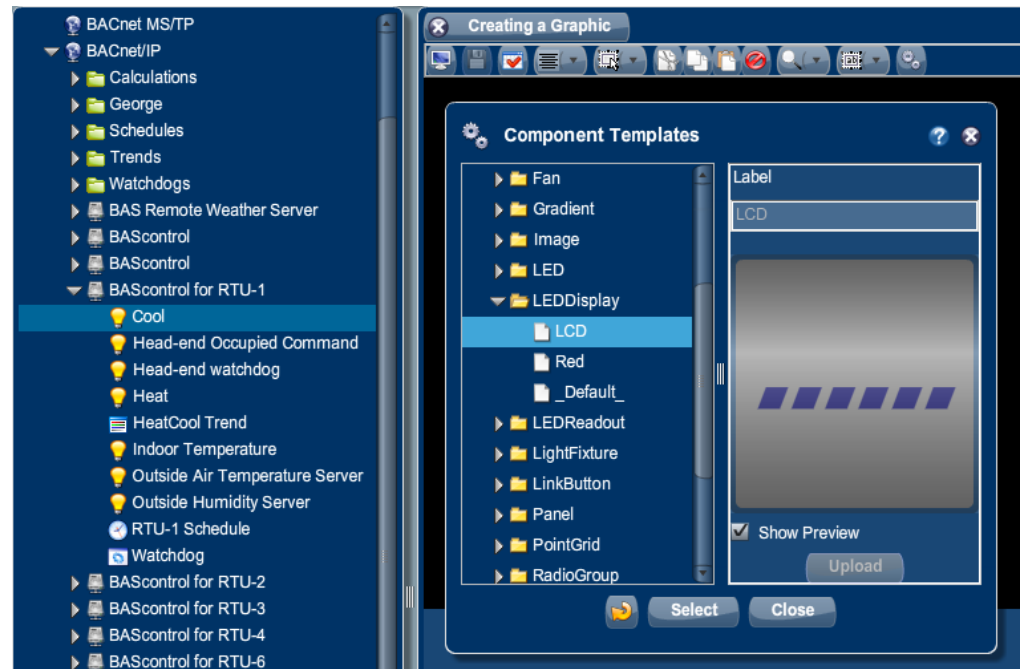 BACnet MS/TP
BACnet/IP
Calculations
George
Schedules
Trends
Watchdogs
BAS Remote Weather Server
BAScontrol
BAScontrol
BAScontrol for RTU-1
Cool
Head-end Occupied Command
Head-end watchdog
Heat
HeatCool Trend
Indoor Temperature
Outside Air Temperature Server
Outside Humidity Server
RTU-1 Schedule
Watchdog
BAScontrol for RTU-2
BAScontrol for RTU-3
BAScontrol for RTU-4
BAScontrol for RTU-6
Creating a Graphic
Component Templates
Fan
Gradient
Image
LED
LEDDisplay
LCD
Red
_Default_
LEDReadout
LightFixture
LinkButton
Panel
PointGrid
RadioGroup
Label
LCD
Show Preview
Upload
Select
Close